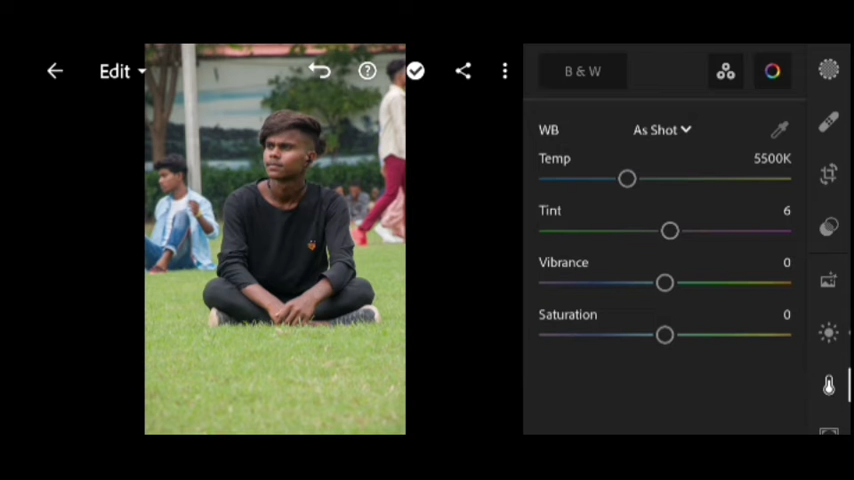 Edit
B & W
WB As Shot
Temp 5500K
Tint 6
Vibrance 0
Saturation 0